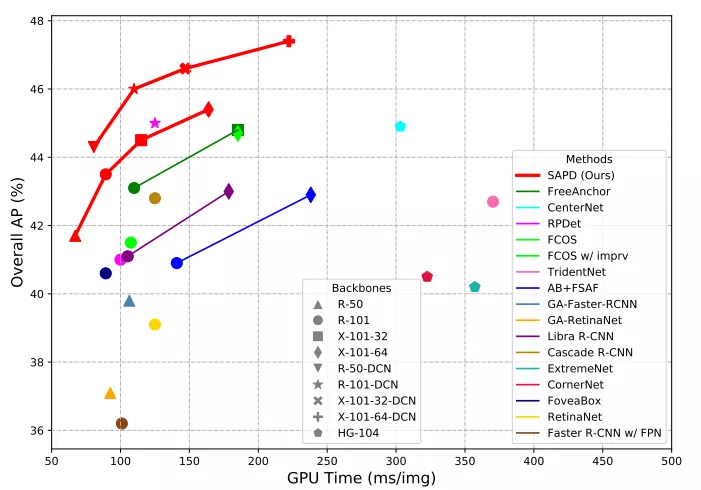 48
46
44
42
40
38
36
Overall AP (%)
50
100
150
200
250
300
350
400
450
500
GPU Time (ms/img)
Backbones
R-50
R-101
X-101-32
X-101-64
R-50-DCN
R-101-DCN
X-101-32-DCN
X-101-64-DCN
HG-104
Methods
SAPD (Ours)
FreeAnchor
CenterNet
RPDet
FCOS
FCOS w/ imprv
TridentNet
AB+FSAF
GA-Faster-RCNN
GA-RetinaNet
Libra R-CNN
Cascade R-CNN
ExtremeNet
CornerNet
FoveaBox
RetinaNet
Faster R-CNN w/ FPN